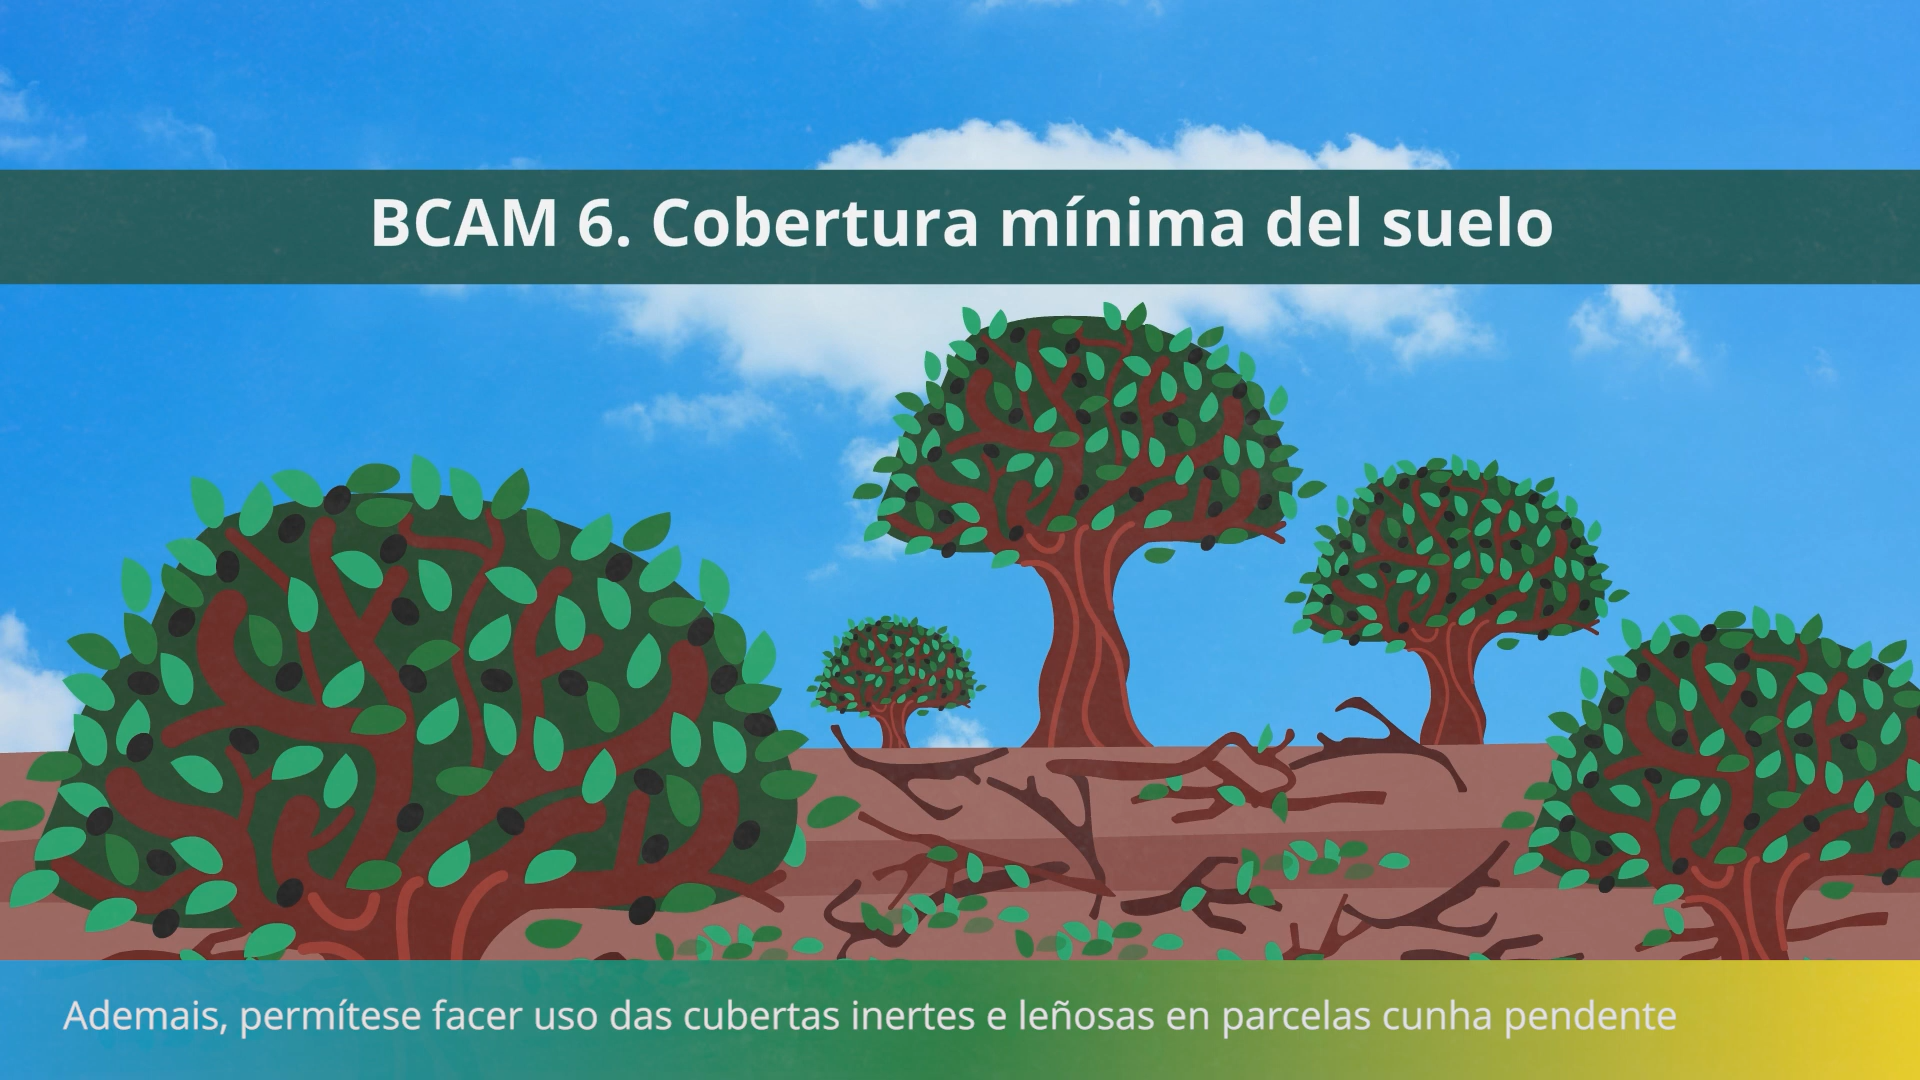 BCAM 6. Cobertura mínima del suelo
Ademais, permítese facer uso das cubertas inertes e leñosas en parcelas cunha pendente